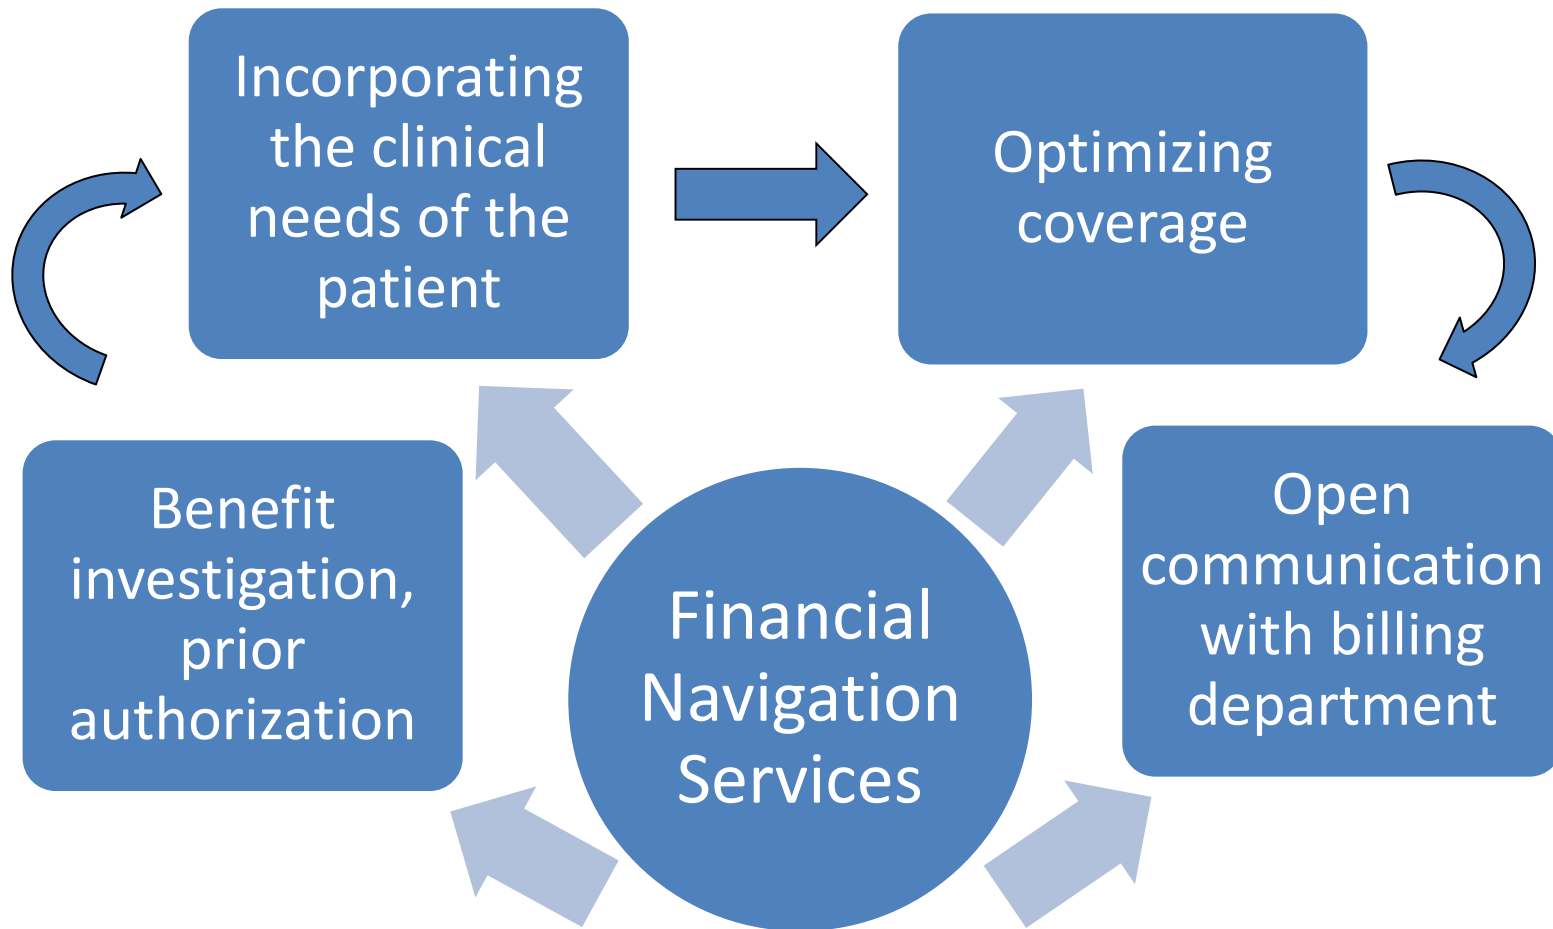 Incorporating
the clinical
needs of the
patient
Optimizing
coverage
Benefit
investigation,
prior
authorization
Financial
Navigation
Services
Open
communication
with billing
department